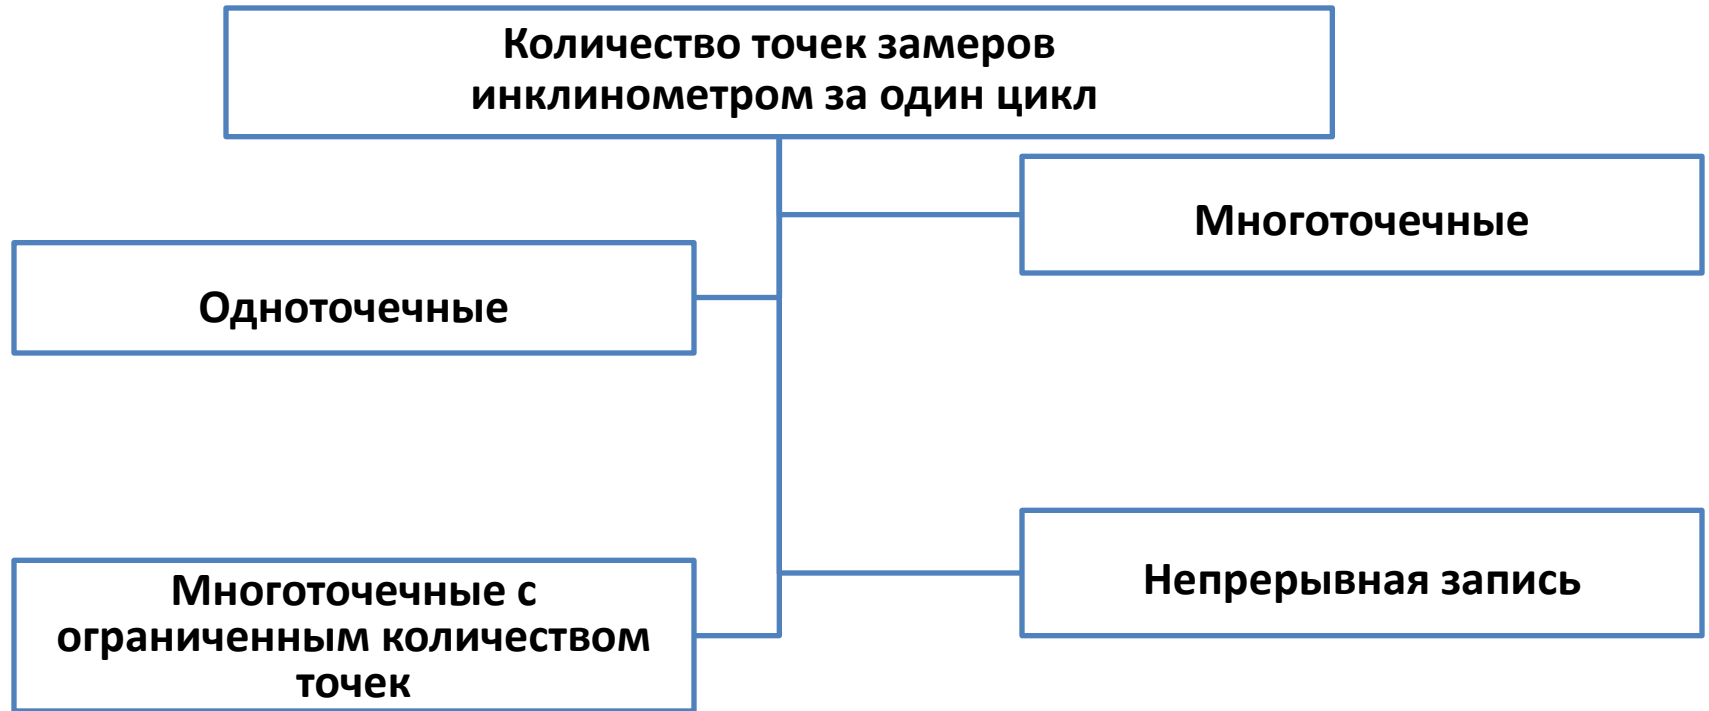 Количество точек замеров
инклинометром за один цикл
Многоточечные
Одноточечные
Непрерывная запись
Многоточечные с
ограниченным количеством
точек